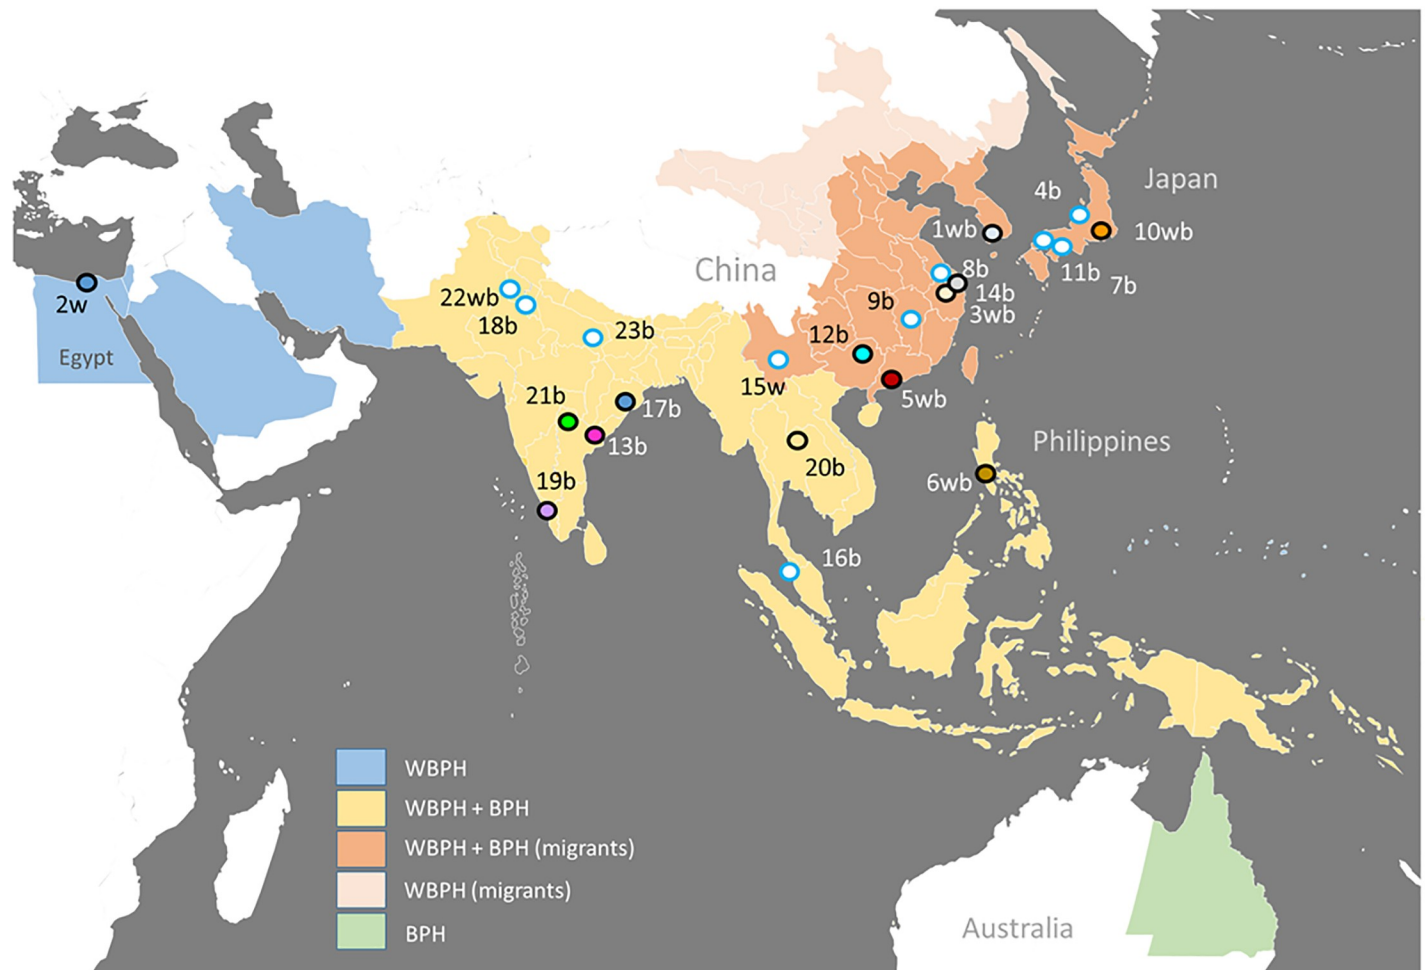 4b
Japan
1wb
10wb
China
8b
11b
7b
22wb
9b
14b
2w
3wb
18b
23b
12b
Egypt
15w
21b
5wb
17b
13b
Philippines
20b
19b
6wb
16b
WBPH
WBPH + BPH
WBPH + BPH (migrants)
WBPH (migrants)
BPH
Australia